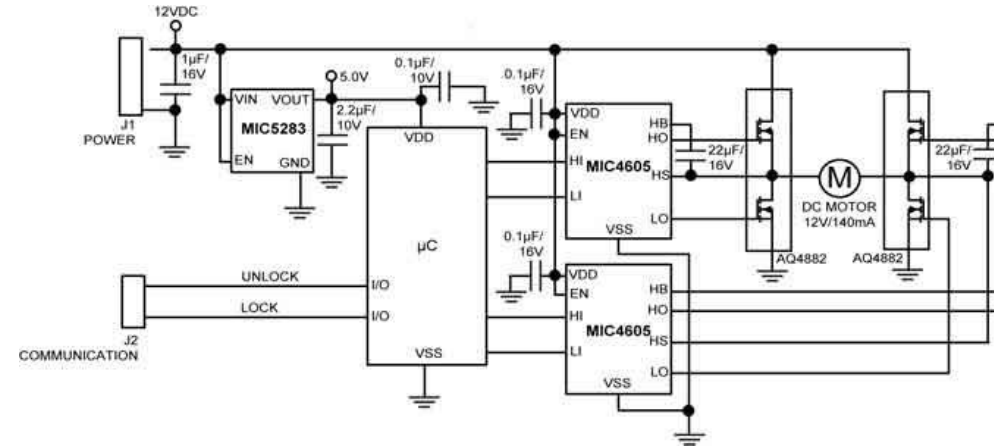 12VDC
1µF/
16V
J1
POWER
VIN
VOUT
MIC5283
EN
GND
5.0V
2.2µF/
10V
0.1µF/
10V
VDD
µC
I/O
I/O
VSS
UNLOCK
LOCK
J2
COMMUNICATION
0.1µF/
16V
VDD
EN
HI
LI
MIC4605
HB
HO
HS
LO
VSS
22µF/
16V
M
DC MOTOR
12V/140mA
AQ4882
AQ4882
22µF/
16V
0.1µF/
16V
VDD
EN
HI
LI
MIC4605
HB
HO
HS
LO
VSS